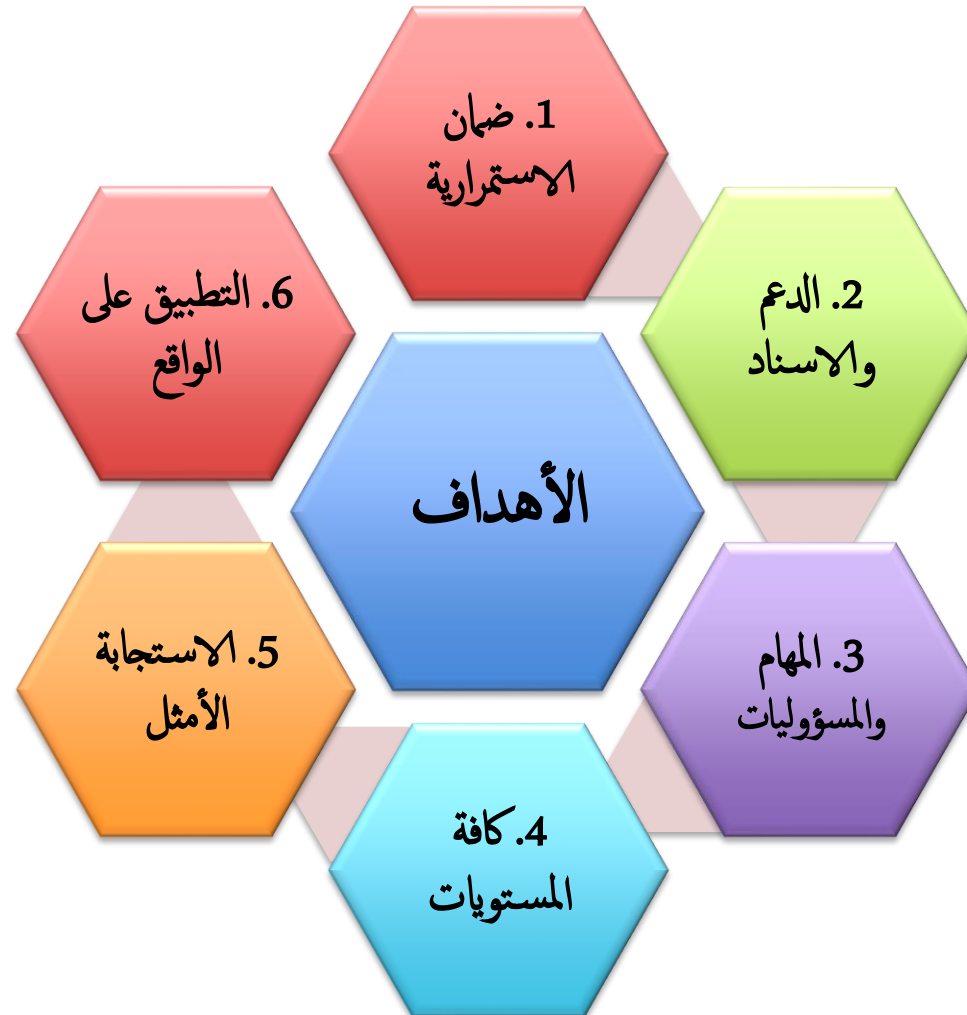 1. ضمان
الاستمرارية
2. الدعم
والاسناد
3. المهام
والمسؤوليات
4. كافة
المستويات
5. الاستجابة
الأمثل
6. التطبيق على
الواقع
الأهداف